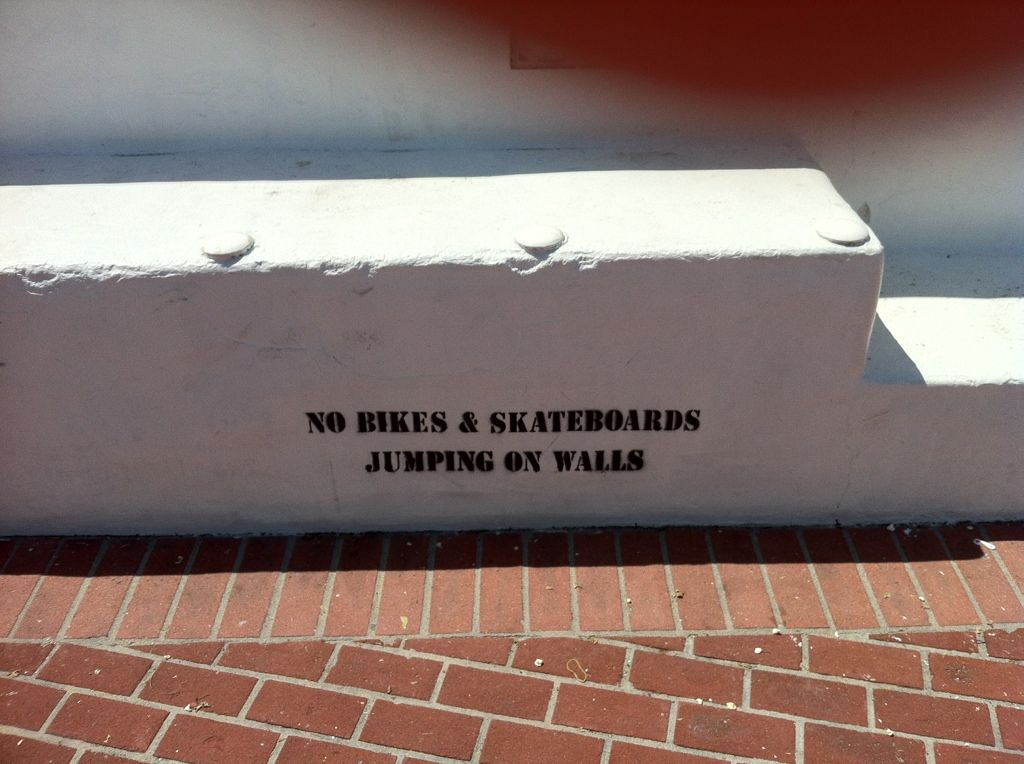 NO BIKES & SKATEBOARDS
JUMPING ON WALLS